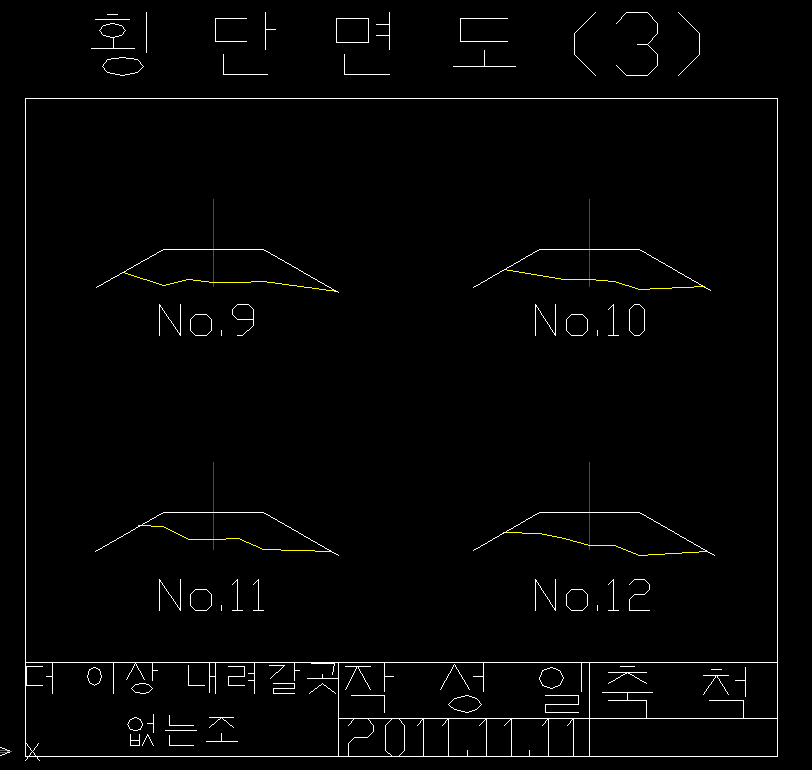 횡 단 면 도 (3)
No.9
No.10
No.11
No.12
더 이상 내려갈곳
없는조
작 성 일
축 척
2011.11.11
X